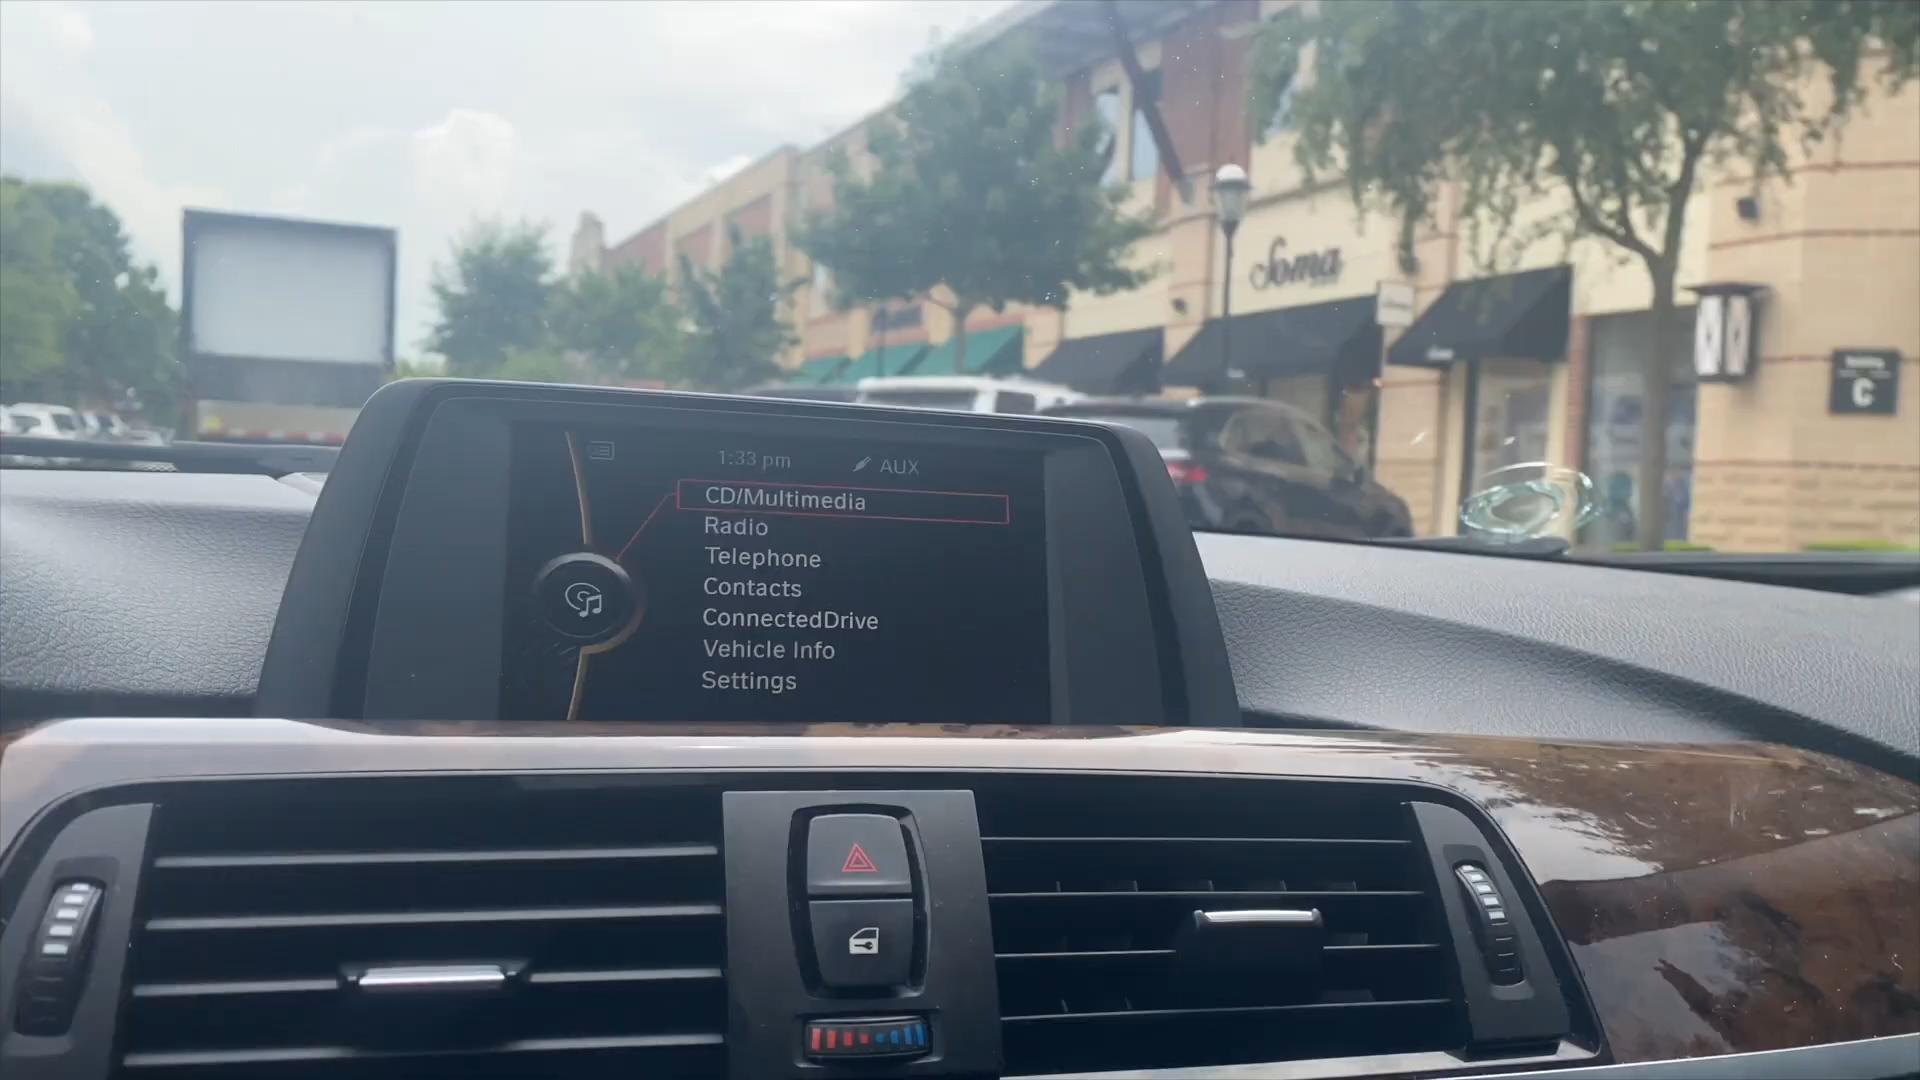 Soma
C
1:33 pm
AUX
CD/Multimedia
Radio
Telephone
Contacts
ConnectedDrive
Vehicle Info
Settings